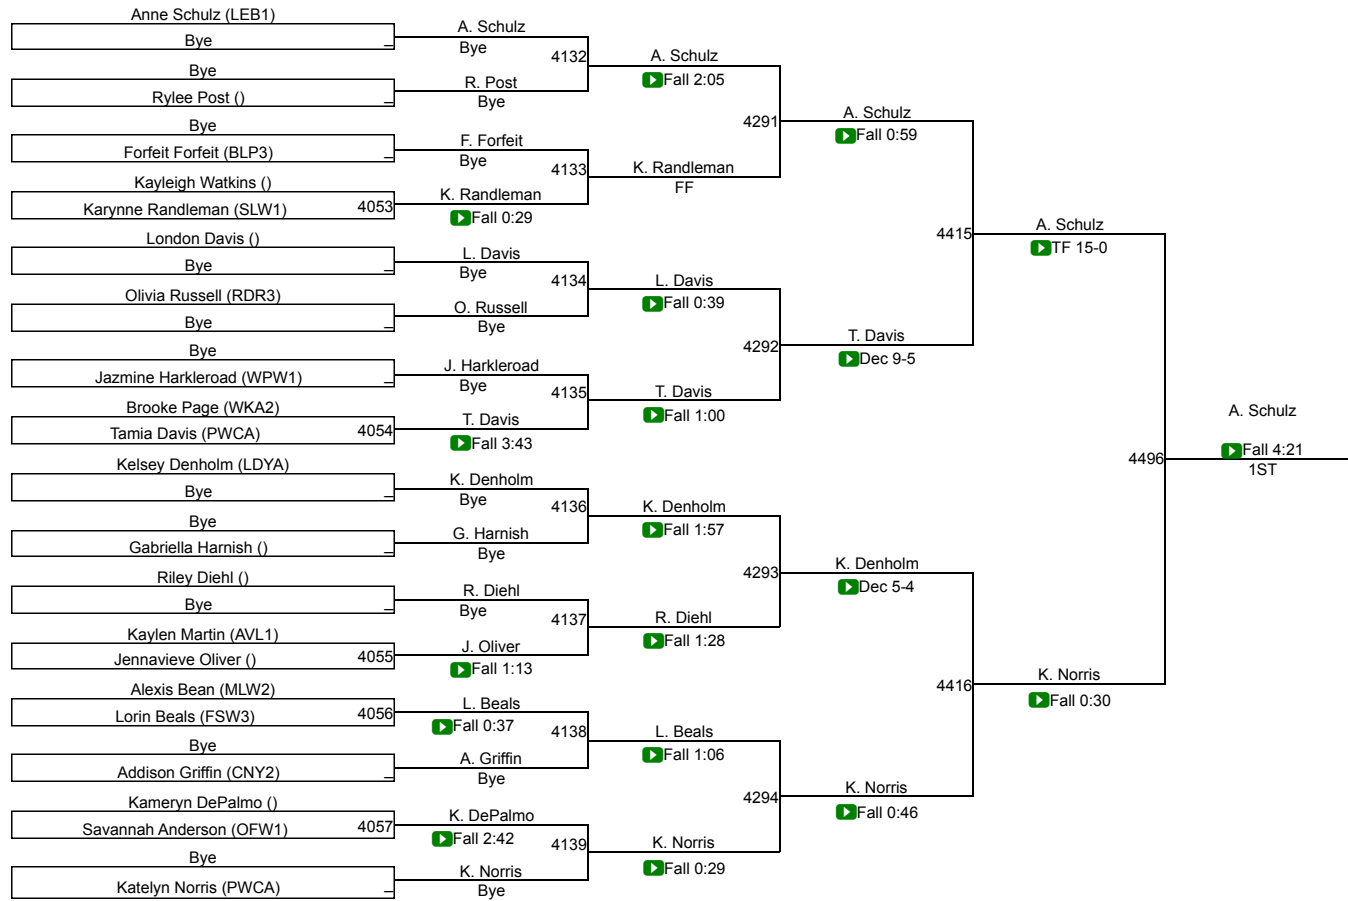 Anne Schulz (LEB1)
Bye
Bye
Rylee Post ()
Bye
Forfeit Forfeit (BLP3)
Kayleigh Watkins ()
Karynne Randleman (SLW1) 4053
London Davis ()
Bye
Olivia Russell (RDR3)
Bye
Bye
Jazmine Harkleroad (WPW1)
Brooke Page (WKA2)
Tamia Davis (PWCA) 4054
Kelsey Denholm (LDYA)
Bye
Bye
Gabriella Harnish ()
Riley Diehl ()
Bye
Kaylen Martin (AVL1)
Jennavieve Oliver () 4055
Alexis Bean (MLW2)
Lorin Beals (FSW3) 4056
Bye
Addison Griffin (CNY2)
Kameryn DePalmo ()
Savannah Anderson (OFW1) 4057
Bye
Katelyn Norris (PWCA)
A. Schulz
Bye
4132
R. Post
Bye
F. Forfeit
Bye
4133
K. Randleman
Fall 0:29
L. Davis
Bye
4134
O. Russell
Bye
J. Harkleroad
Bye
4135
T. Davis
Fall 3:43
K. Denholm
Bye
4136
G. Harnish
Bye
R. Diehl
Bye
4137
J. Oliver
Fall 1:13
L. Beals
Fall 0:37
4138
A. Griffin
Bye
K. DePalmo
Fall 2:42
4139
K. Norris
Bye
A. Schulz
Fall 2:05
4291
K. Randleman
FF
L. Davis
Fall 0:39
4292
T. Davis
Fall 1:00
K. Denholm
Fall 1:57
4293
R. Diehl
Fall 1:28
L. Beals
Fall 1:06
4294
K. Norris
Fall 0:29
A. Schulz
Fall 0:59
4415
T. Davis
Dec 9-5
K. Denholm
Dec 5-4
4416
K. Norris
Fall 0:46
A. Schulz
TF 15-0
4496
K. Norris
Fall 0:30
A. Schulz
Fall 4:21
1ST